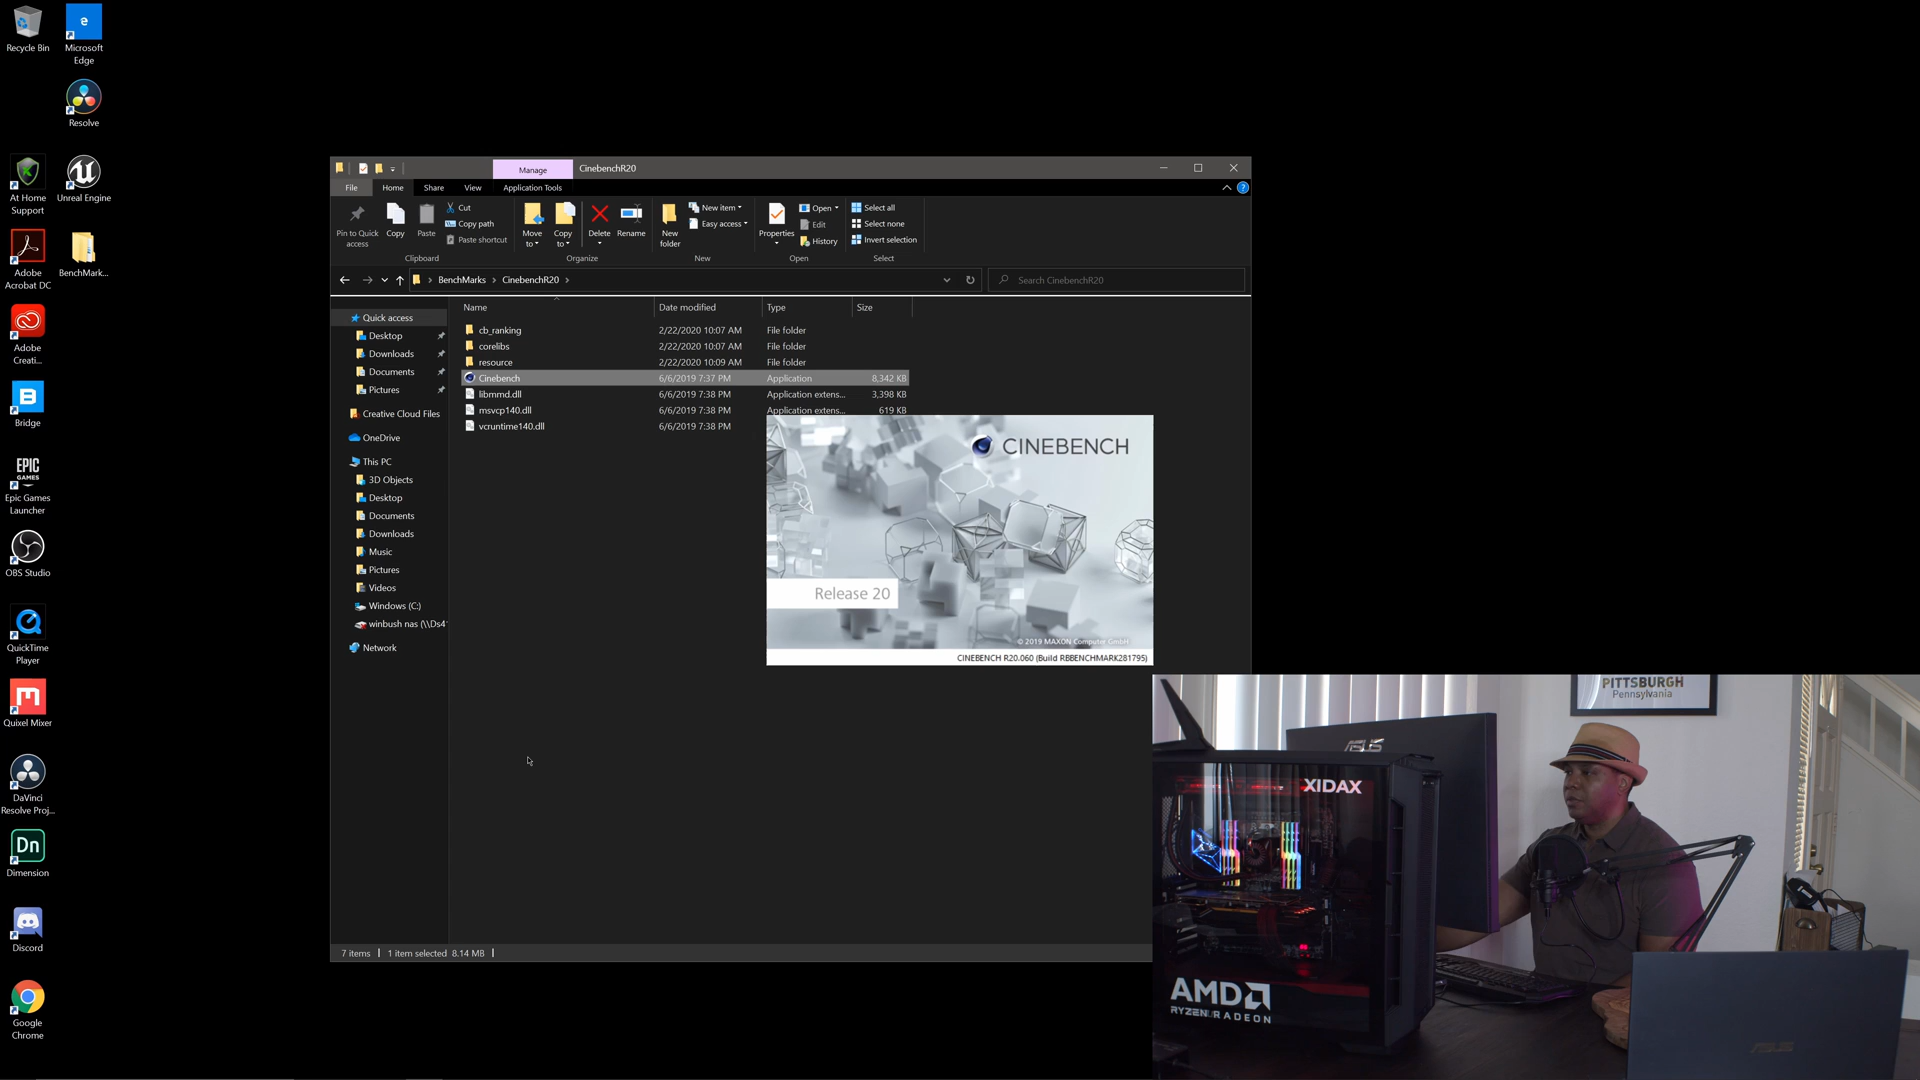 Recycle Bin
Microsoft
Edge
Resolve
At Home
Support
Unreal Engine
Adobe
Acrobat DC
BenchMark...
Adobe
Creati...
Bridge
EPIC
GAMES
Epic Games
Launcher
OBS Studio
QuickTime
Player
Quixel Mixer
DaVinci
Resolve Proj...
Dn
Dimension
Discord
Google
Chrome
Manage
CinebenchR20
File
Home
Share
View
Application Tools
Pin to Quick
access
Copy
Paste
Cut
Copy path
Paste shortcut
Clipboard
Move
to
Copy
to
Delete
Rename
Organize
New
folder
New item
Easy access
New
Properties
Open
Edit
History
Open
Select all
Select none
Invert selection
Select
BenchMarks > CinebenchR20 >
Search CinebenchR20
Name Date modified Type Size
Quick access
Desktop
Downloads
Documents
Pictures
Creative Cloud Files
OneDrive
This PC
3D Objects
Desktop
Documents
Downloads
Music
Pictures
Videos
Windows (C:)
winbush nas (\\Ds4
Network
cb_ranking 2/22/2020 10:07 AM File folder
corelibs 2/22/2020 10:07 AM File folder
resource 2/22/2020 10:09 AM File folder
Cinebench 6/6/2019 7:37 PM Application 8,342 KB
libmmd.dll 6/6/2019 7:38 PM Application extens... 3,398 KB
msvcp140.dll 6/6/2019 7:38 PM Application extens... 619 KB
vcruntime140.dll 6/6/2019 7:38 PM
CINEBENCH
Release 20
© 2019 MAXON Computer GmbH
CINEBENCH R20.060 (Build RBBENCHMARK281795)
7 items
1 item selected 8.14 MB
PITTSBURGH
Pennsylvania
ASUS
XIDAX
AMD
RYZEN RADEON
ASUS